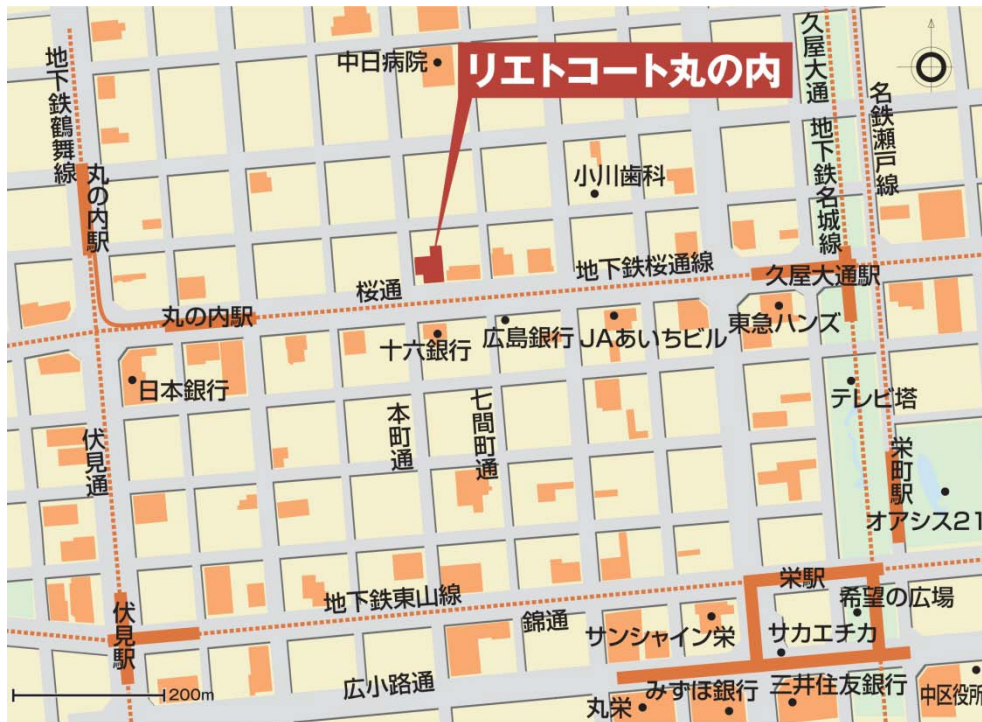 地下鉄鶴舞線
中日病院
リエトコート丸の内
久屋大通
地下鉄名城線
名鉄瀬戸線
丸の内駅
小川歯科
桜通
地下鉄桜通線
久屋大通駅
丸の内駅
十六銀行
広島銀行
JAあいちビル
東急ハンズ
日本銀行
テレビ塔
本町通
七間町通
伏見通
栄町駅
オアシス21
伏見駅
地下鉄東山線
錦通
栄駅
希望の広場
サンシャイン栄
サカエチカ
広小路通
200m
みずほ銀行
三井住友銀行
中区役所
丸栄